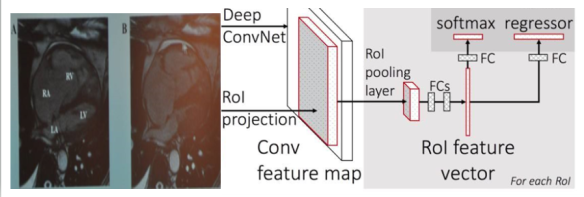 A
B
RV
RA
LV
LA
Deep
ConvNet
RoI
projection
Conv
feature map
RoI
pooling
layer
FCs
softmax
regressor
FC
FC
RoI feature
vector
For each RoI